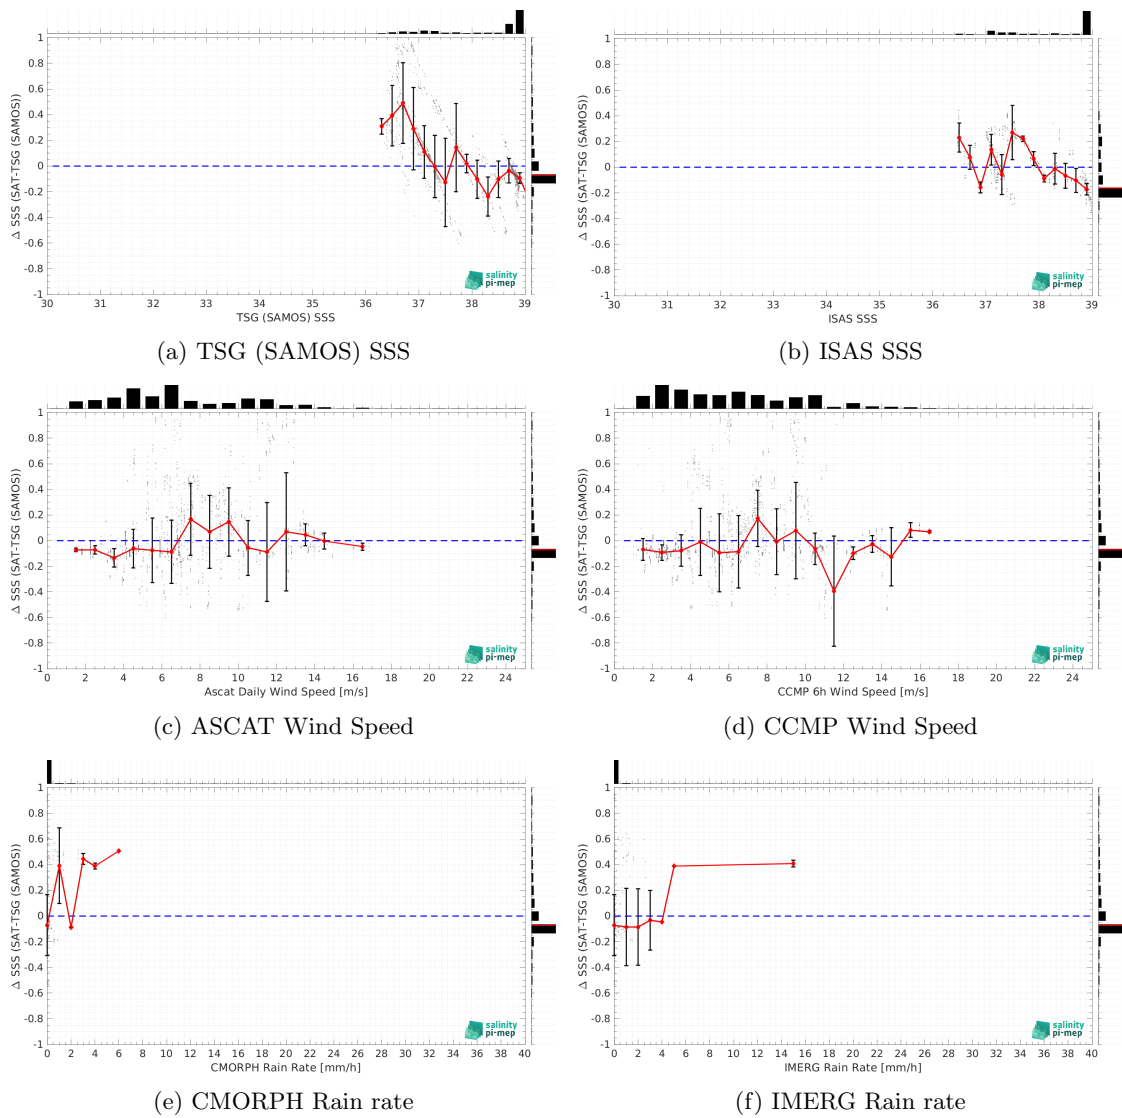 1
0.8
0.6
0.4
0.2
0
-0.2
-0.4
-0.6
-0.8
-1
Δ SSS (SAT-TSG (SAMOS))
30 31 32 33 34 35 36 37 38 39
TSG (SAMOS) SSS
salinity
pi-mep
(a) TSG (SAMOS) SSS
1
0.8
0.6
0.4
0.2
0
-0.2
-0.4
-0.6
-0.8
-1
Δ SSS (SAT-TSG (SAMOS))
30 31 32 33 34 35 36 37 38 39
ISAS SSS
salinity
pi-mep
(b) ISAS SSS
1
0.8
0.6
0.4
0.2
0
-0.2
-0.4
-0.6
-0.8
-1
Δ SSS (SAT-TSG (SAMOS))
0 2 4 6 8 10 12 14 16 18 20 22 24
Ascat Daily Wind Speed [m/s]
salinity
pi-mep
(c) ASCAT Wind Speed
1
0.8
0.6
0.4
0.2
0
-0.2
-0.4
-0.6
-0.8
-1
Δ SSS (SAT-TSG (SAMOS))
0 2 4 6 8 10 12 14 16 18 20 22 24
CCMP 6h Wind Speed [m/s]
salinity
pi-mep
(d) CCMP Wind Speed
1
0.8
0.6
0.4
0.2
0
-0.2
-0.4
-0.6
-0.8
-1
Δ SSS (SAT-TSG (SAMOS))
0 2 4 6 8 10 12 14 16 18 20 22 24 26 28 30 32 34 36 38 40
CMORPH Rain Rate [mm/h]
salinity
pi-mep
(e) CMORPH Rain rate
1
0.8
0.6
0.4
0.2
0
-0.2
-0.4
-0.6
-0.8
-1
Δ SSS (SAT-TSG (SAMOS))
0 2 4 6 8 10 12 14 16 18 20 22 24 26 28 30 32 34 36 38 40
IMERG Rain Rate [mm/h]
salinity
pi-mep
(f) IMERG Rain rate